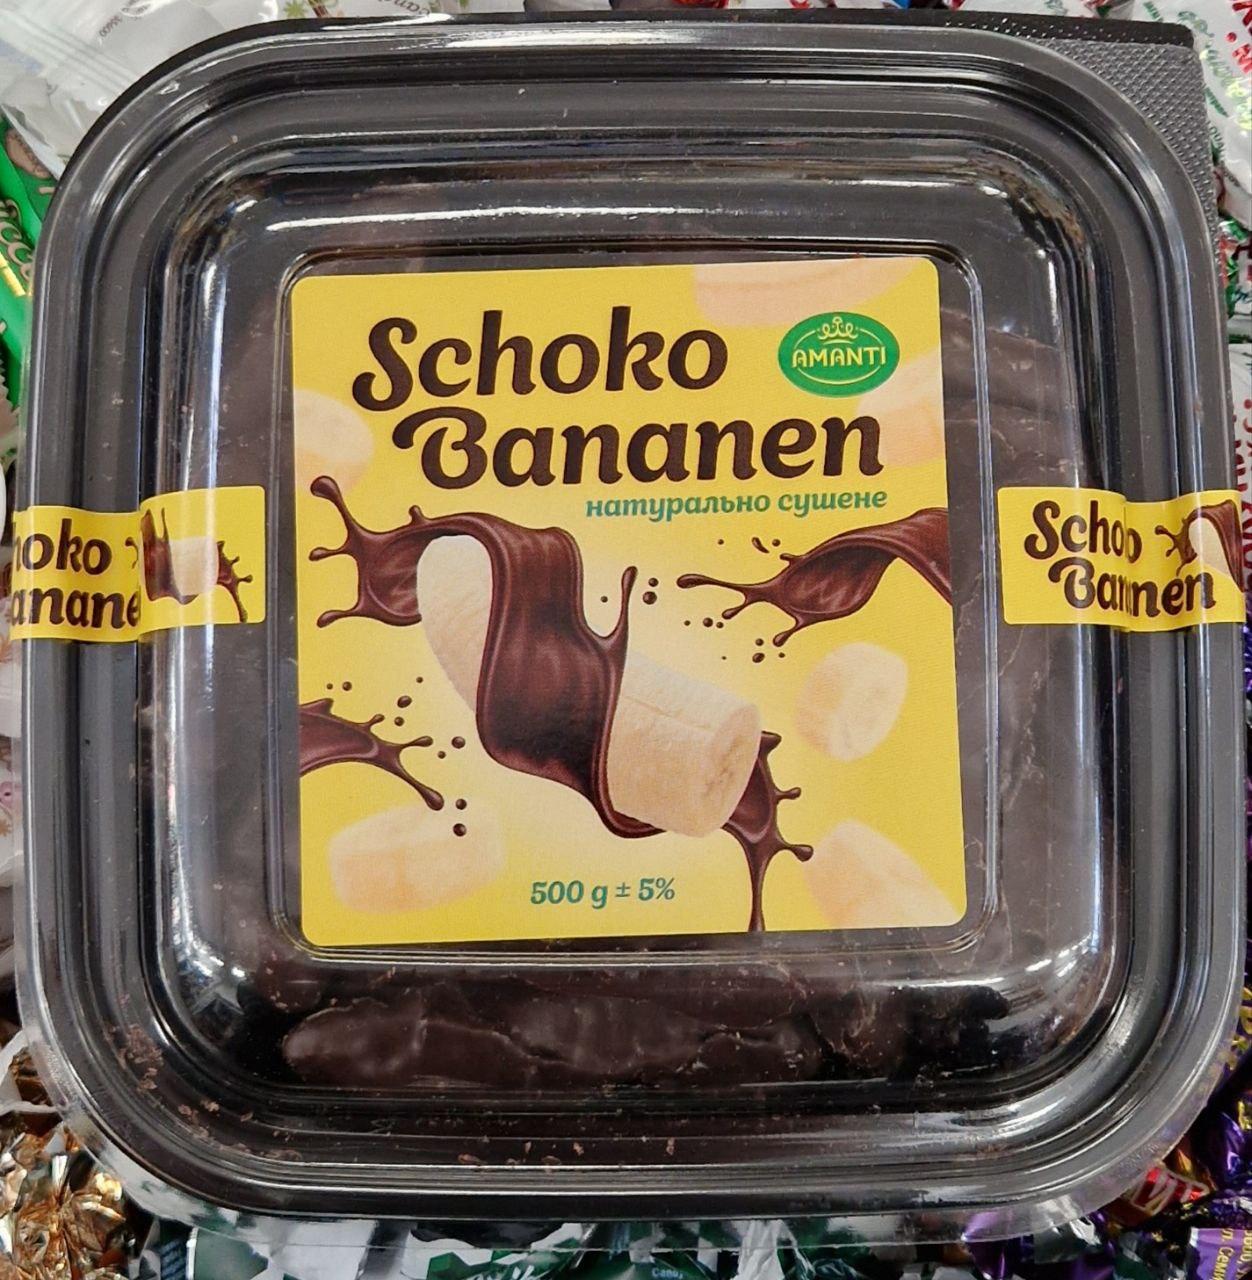 Schoko
AMANTI
Bananen
натурально сушене
hoko
anane
Schoko
Bananen
500 g ± 5%